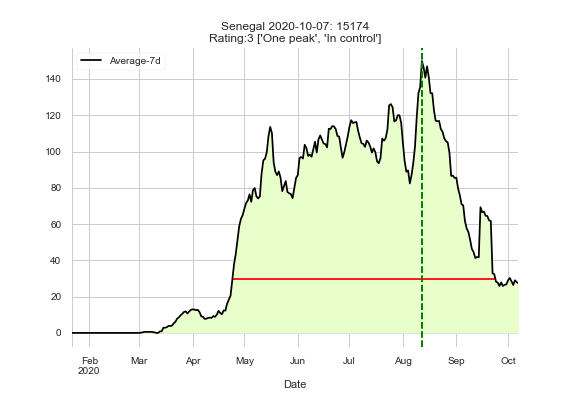 Senegal 2020-10-07: 15174
Rating:3 ['One peak', 'In control']
Average-7d
140
120
100
80
60
40
20
0
Feb Mar Apr May Jun Jul Aug Sep Oct
2020
Date